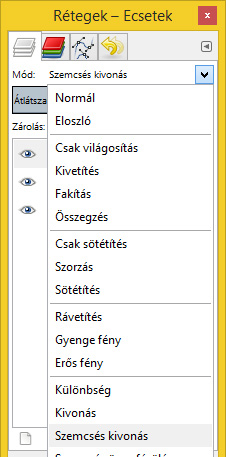 Rétegek – Ecsetek
Mód: Szemcsés kivonás
Átlátsza
Normál
Eloszló
Zárolás:
Csak világosítás
Kivetítés
Fakítás
Összegzés
Csak sötétítés
Szorzás
Sötétítés
Rávetítés
Gyenge fény
Erős fény
Különbség
Kivonás
Szemcsés kivonás